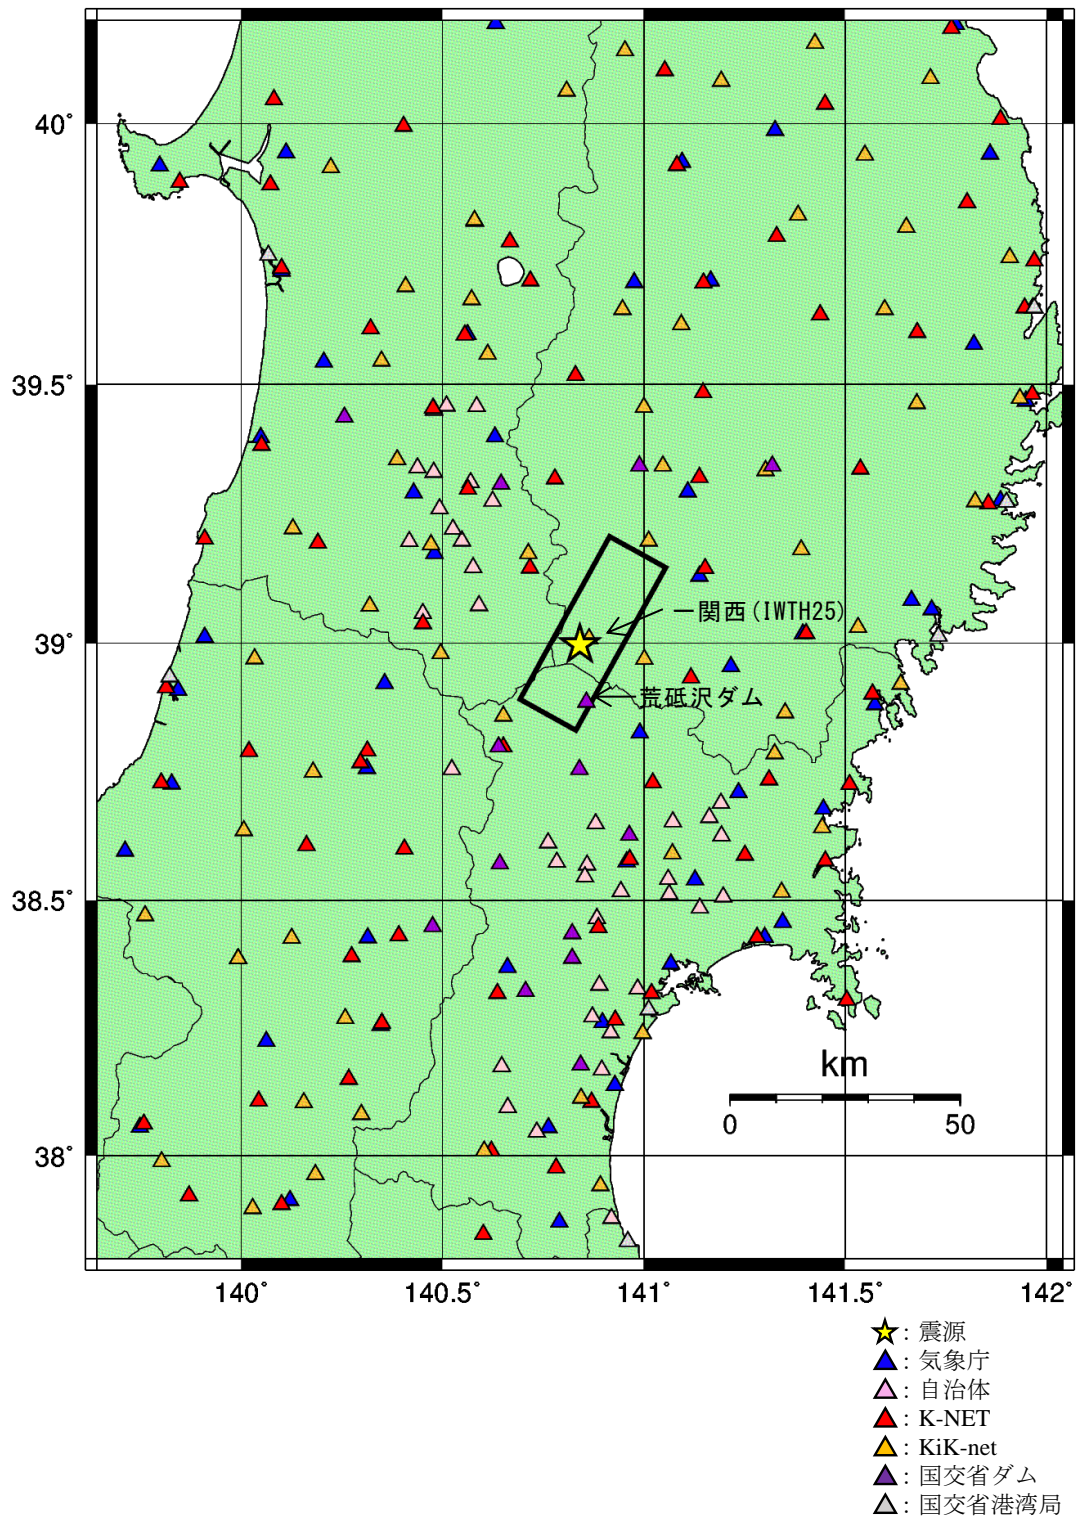 40˚
39.5˚
一関西(IWTH25)
39˚
荒砥沢ダム
38.5˚
km
0 50
38˚
140˚ 140.5˚ 141˚ 141.5˚ 142˚
: 震源
: 気象庁
: 自治体
: K-NET
: KiK-net
: 国交省ダム
: 国交省港湾局